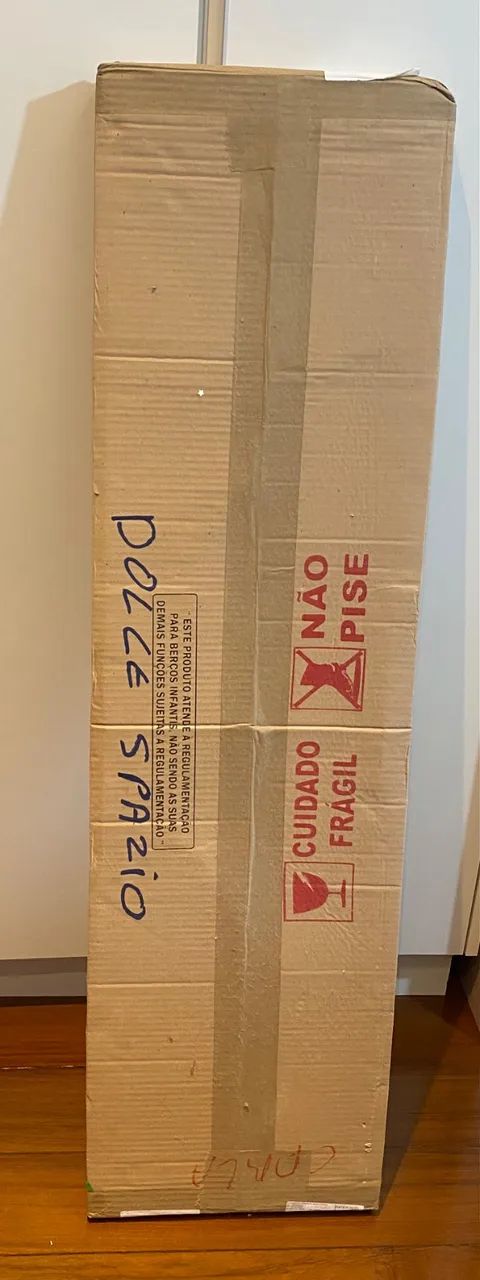 DOLCE SPAZIO
"ESTE PRODUTO ATENDE À REGULAMENTAÇÃO
PARA BERÇOS INFANTIS, NÃO SENDO AS SUAS
DEMAIS FUNÇÕES SUJEITAS À REGULAMENTAÇÃO"
NÃO
PISE
CUIDADO
FRÁGIL